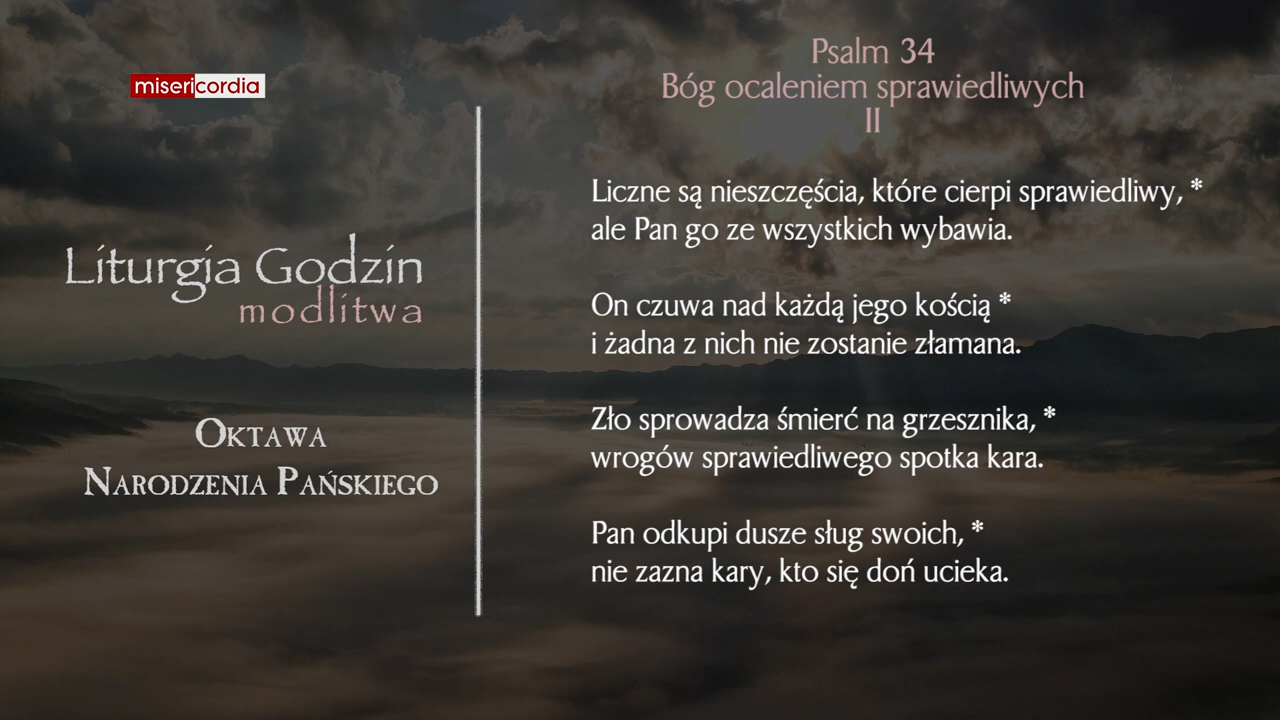 misericordia
Liturgia Godzin
modlitwa
Oktawa
Narodzenia Pańskiego
Psalm 34
Bóg ocaleniem sprawiedliwych
II
Liczne są nieszczęścia, które cierpi sprawiedliwy, *
ale Pan go ze wszystkich wybawia.
On czuwa nad każdą jego kością *
i żadna z nich nie zostanie złamana.
Zło sprowadza śmierć na grzesznika, *
wrogów sprawiedliwego spotka kara.
Pan odkupi dusze sług swoich, *
nie zazna kary, kto się doń ucieka.